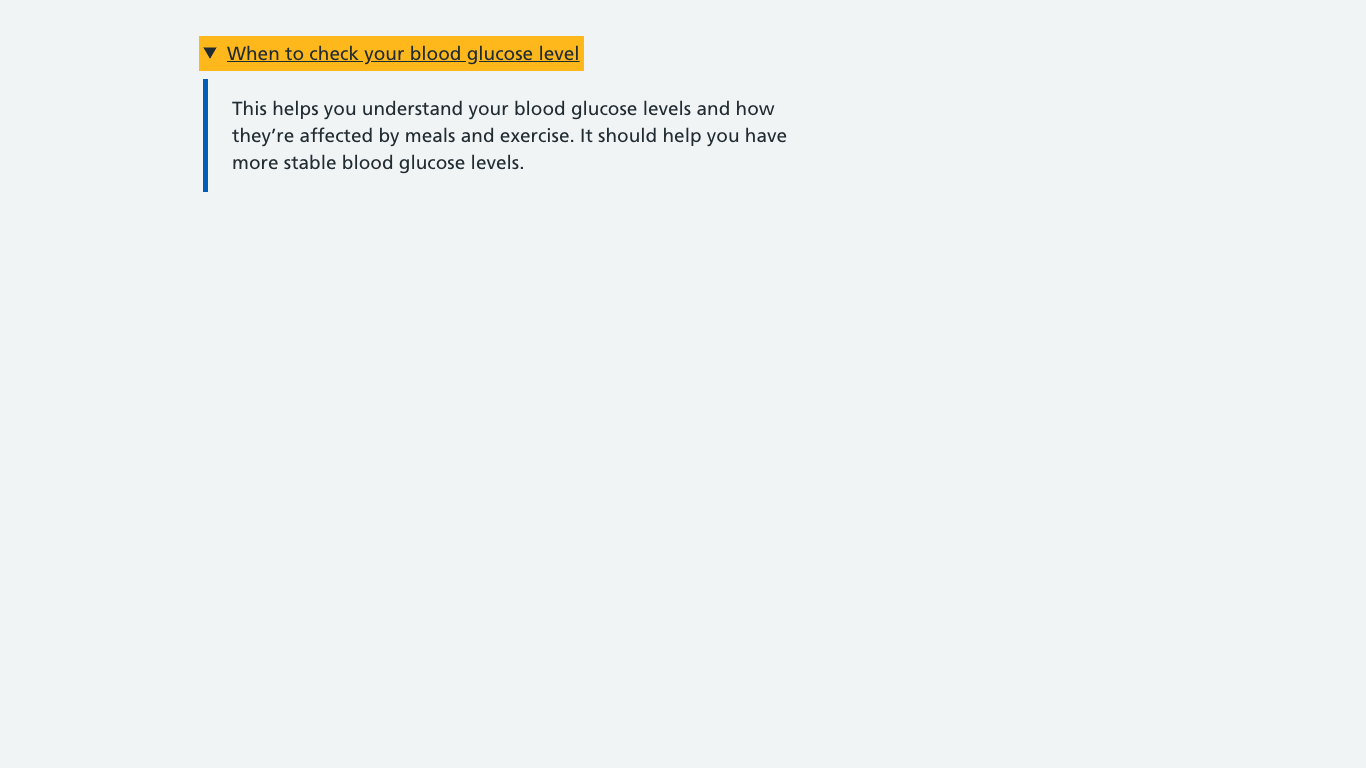 When to check your blood glucose level
This helps you understand your blood glucose levels and how
they’re affected by meals and exercise. It should help you have
more stable blood glucose levels.